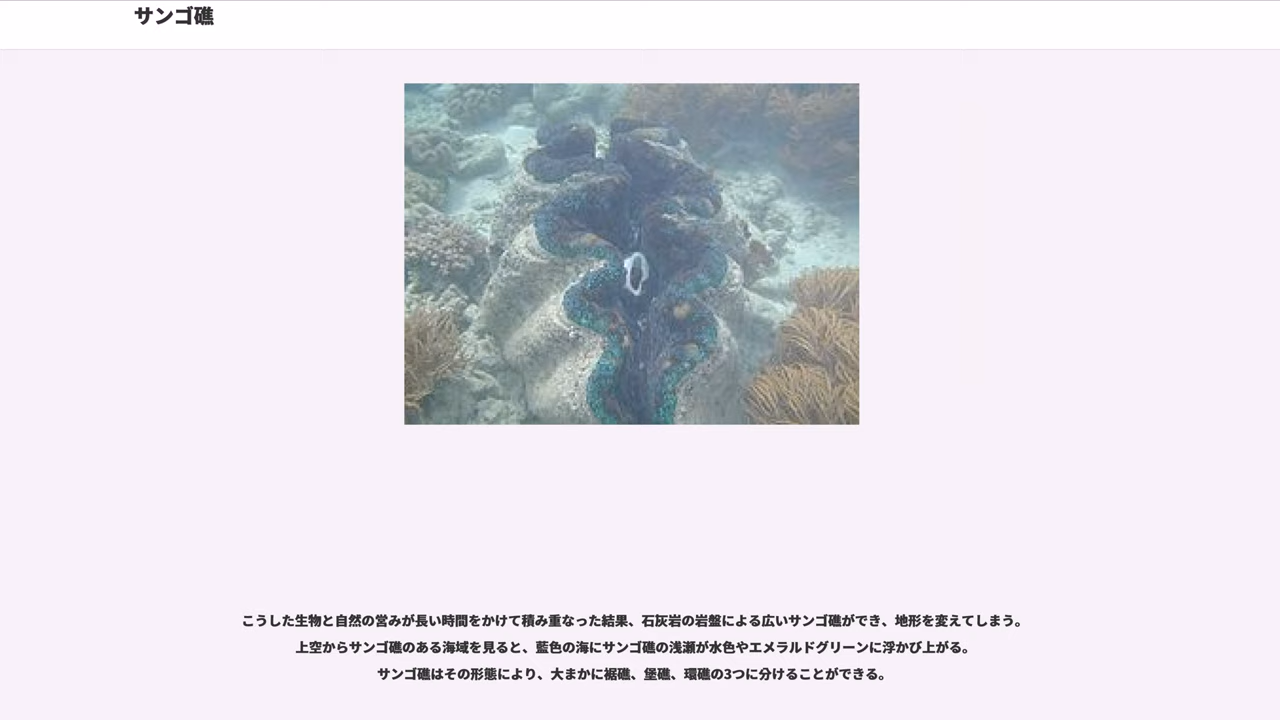 サンゴ礁
こうした生物と自然の営みが長い時間をかけて積み重なった結果、石灰岩の岩盤による広いサンゴ礁ができ、地形を変えてしまう。
上空からサンゴ礁のある海域を見ると、藍色の海にサンゴ礁の浅瀬が水色やエメラルドグリーンに浮かび上がる。
サンゴ礁はその形態により、大まかに裾礁、堡礁、環礁の3つに分けることができる。